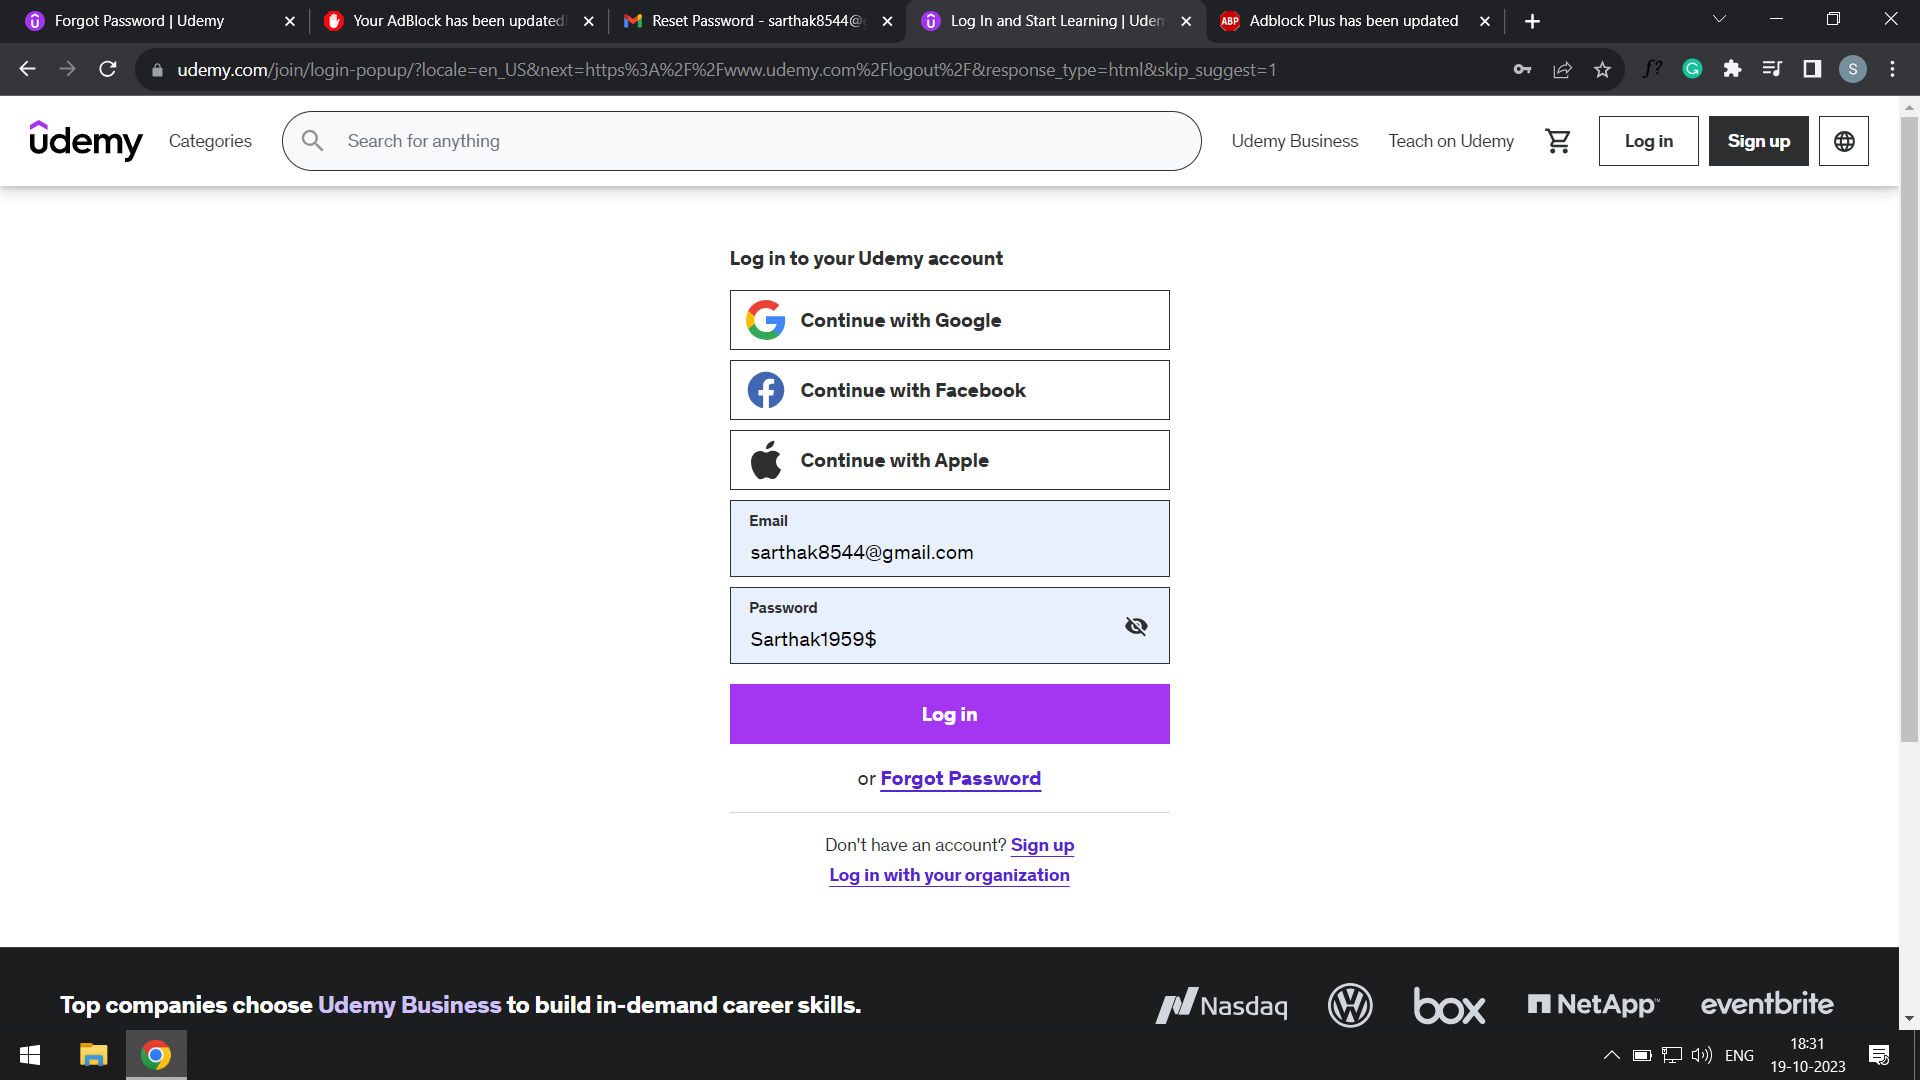 Forgot Password | Udemy
Your AdBlock has been updated!
Reset Password - sarthak8544@
Log In and Start Learning | Udem
ABP
Adblock Plus has been updated
udemy.com/join/login-popup/?locale=en_US&next=https%3A%2F%2Fwww.udemy.com%2Flogout%2F&response_type=html&skip_suggest=1
f?
S
udemy
Categories
Search for anything
Udemy Business
Teach on Udemy
Log in
Sign up
Log in to your Udemy account
Continue with Google
Continue with Facebook
Continue with Apple
Email
sarthak8544@gmail.com
Password
Sarthak1959$
Log in
or Forgot Password
Don't have an account? Sign up
Log in with your organization
Top companies choose Udemy Business to build in-demand career skills.
Nasdaq
box
NetApp
eventbrite
ENG
18:31
19-10-2023